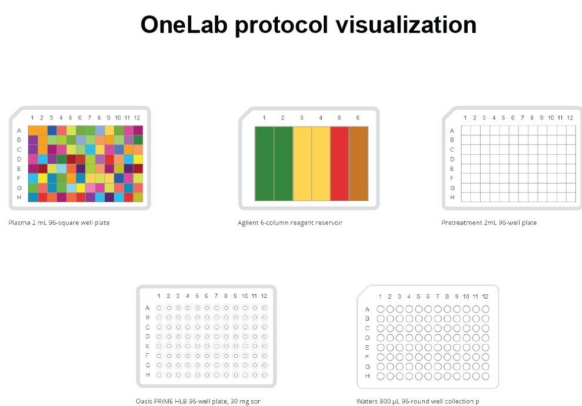 OneLab protocol visualization
1 2 3 4 5 6 7 8 9 10 11 12
A
B
C
D
E
F
G
H
Plasma 2 mL 96-square well plate
1 2 3 4 5 6
Agilent 6-column reagent reservoir
1 2 3 4 5 6 7 8 9 10 11 12
A
B
C
D
E
F
G
H
Pretreatment 2mL 96-well plate
1 2 3 4 5 6 7 8 9 10 11 12
A
B
C
D
E
F
G
H
Oasis PRiME HLB 96-well plate, 30 mg sor
1 2 3 4 5 6 7 8 9 10 11 12
A
B
C
D
E
F
G
H
Waters 800 µL 96-round well collection p